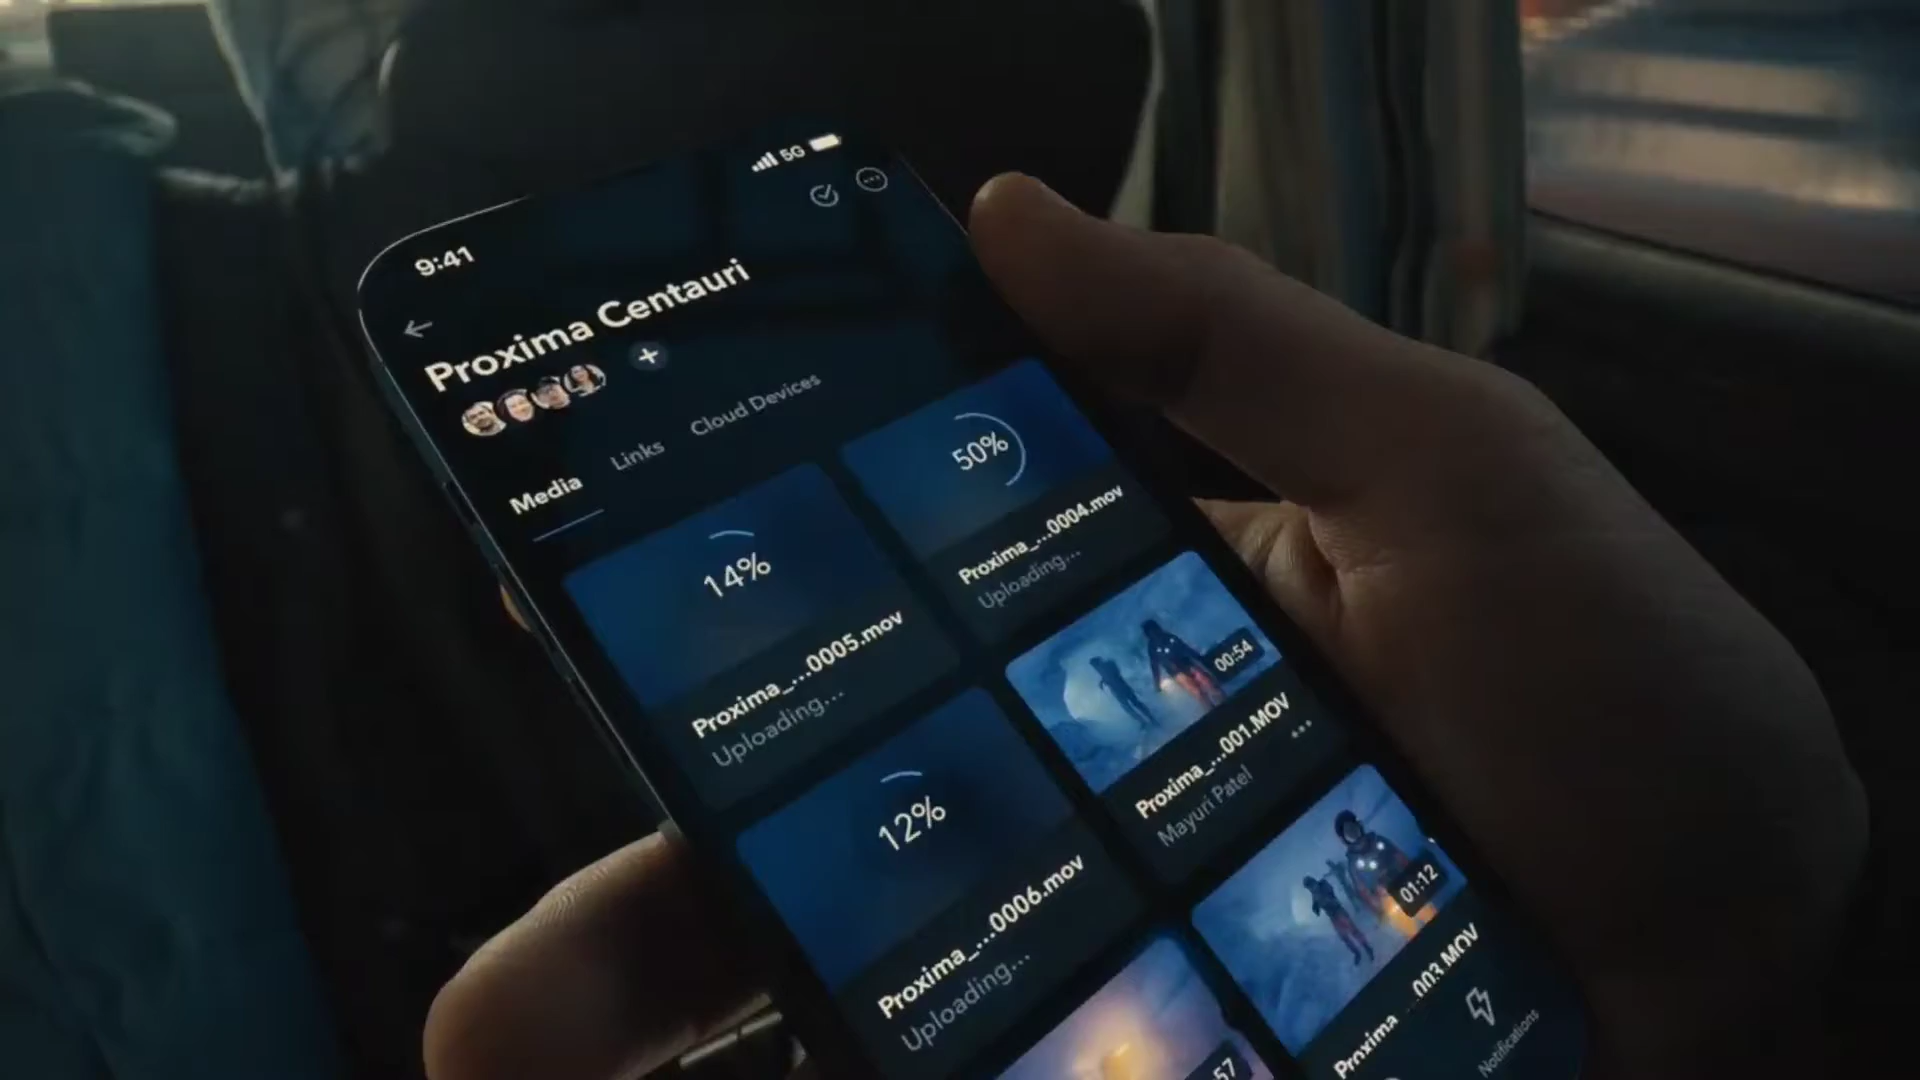 9:41
5G
Proxima Centauri
Media
Links
Cloud Devices
14%
Proxima_...0005.mov
Uploading...
50%
Proxima_...0004.mov
Uploading...
12%
Proxima_...0006.mov
Uploading...
00:54
Proxima_...001.MOV
Mayuri Patel
01:12
Proxima_...003.MOV
:57
Notifications